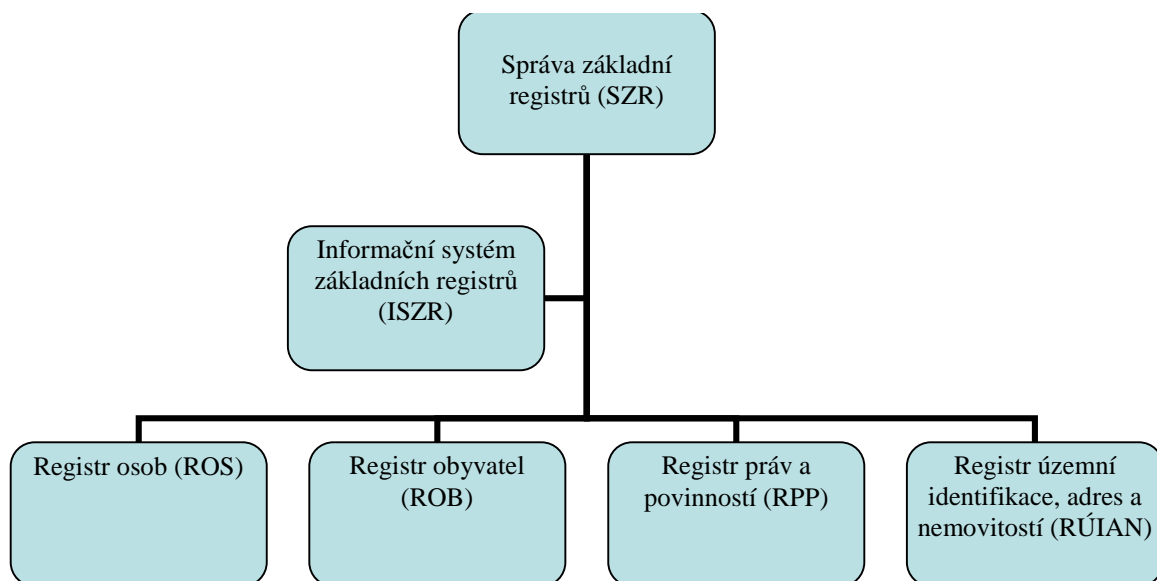 Správa základní
registrů (SZR)
Informační systém
základních registrů
(ISZR)
Registr osob (ROS)
Registr obyvatel
(ROB)
Registr práv a
povinností (RPP)
Registr územní
identifikace, adres a
nemovitostí (RÚIAN)